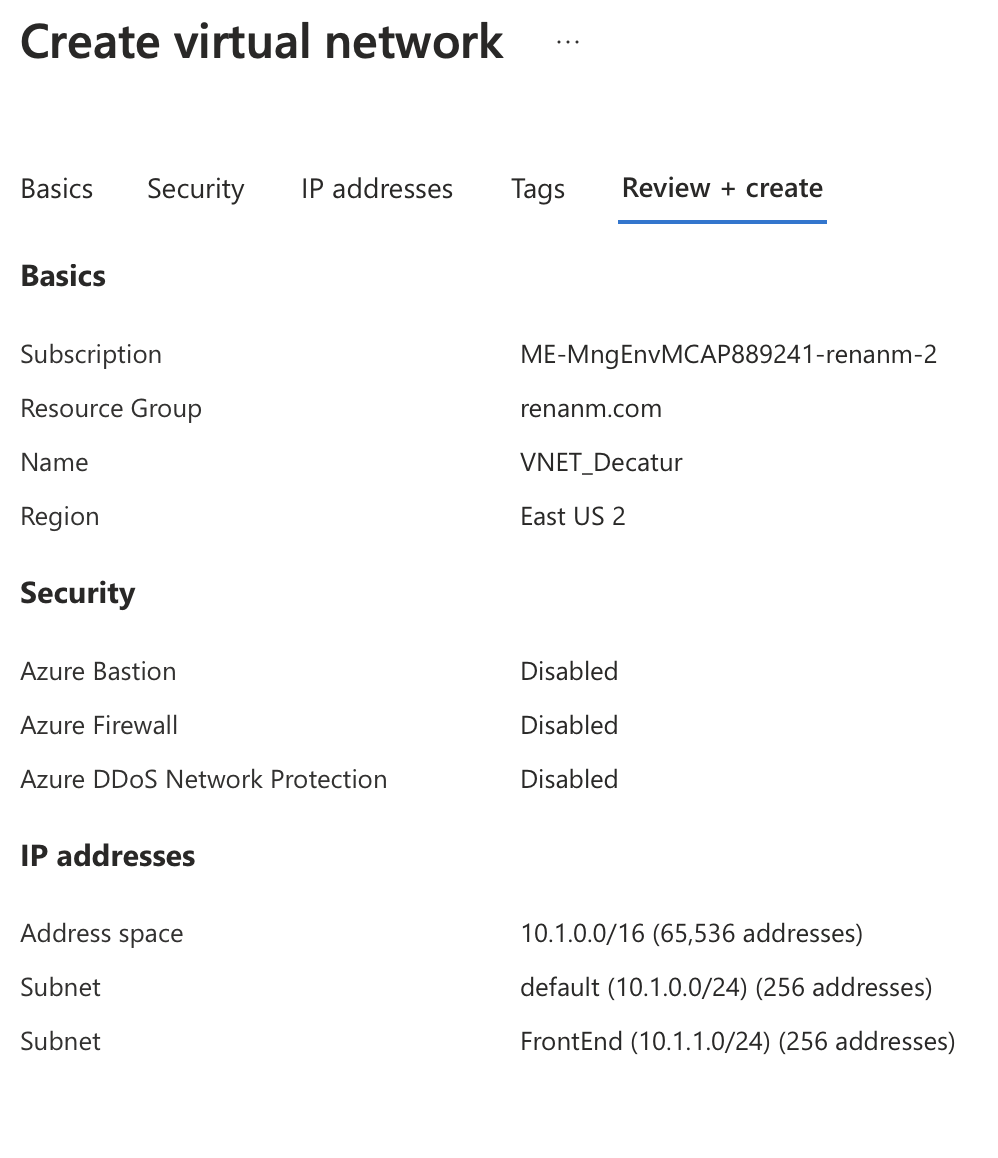 Create virtual network ...
Basics Security IP addresses Tags Review + create
Basics
Subscription ME-MngEnvMCAP889241-renanm-2
Resource Group renanm.com
Name VNET_Decatur
Region East US 2
Security
Azure Bastion Disabled
Azure Firewall Disabled
Azure DDoS Network Protection Disabled
IP addresses
Address space 10.1.0.0/16 (65,536 addresses)
Subnet default (10.1.0.0/24) (256 addresses)
Subnet FrontEnd (10.1.1.0/24) (256 addresses)